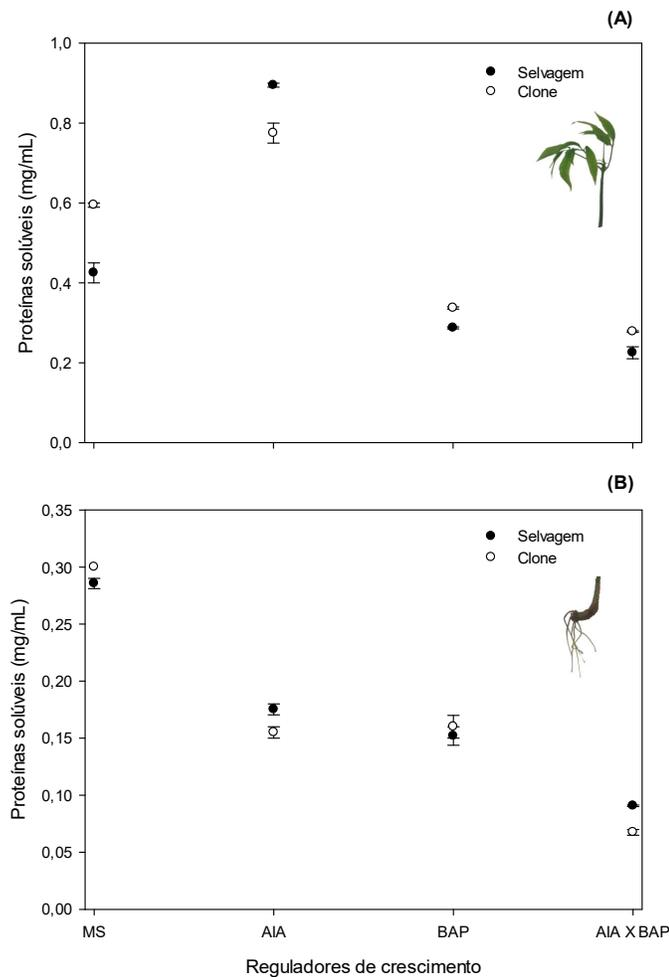 (A)
1,0
0,8
0,6
0,4
0,2
0,0
Proteínas solúveis (mg/mL)
Selvagem
Clone
(B)
0,35
0,30
0,25
0,20
0,15
0,10
0,05
0,00
Proteínas solúveis (mg/mL)
Selvagem
Clone
MS AIA BAP AIA X BAP
Reguladores de crescimento